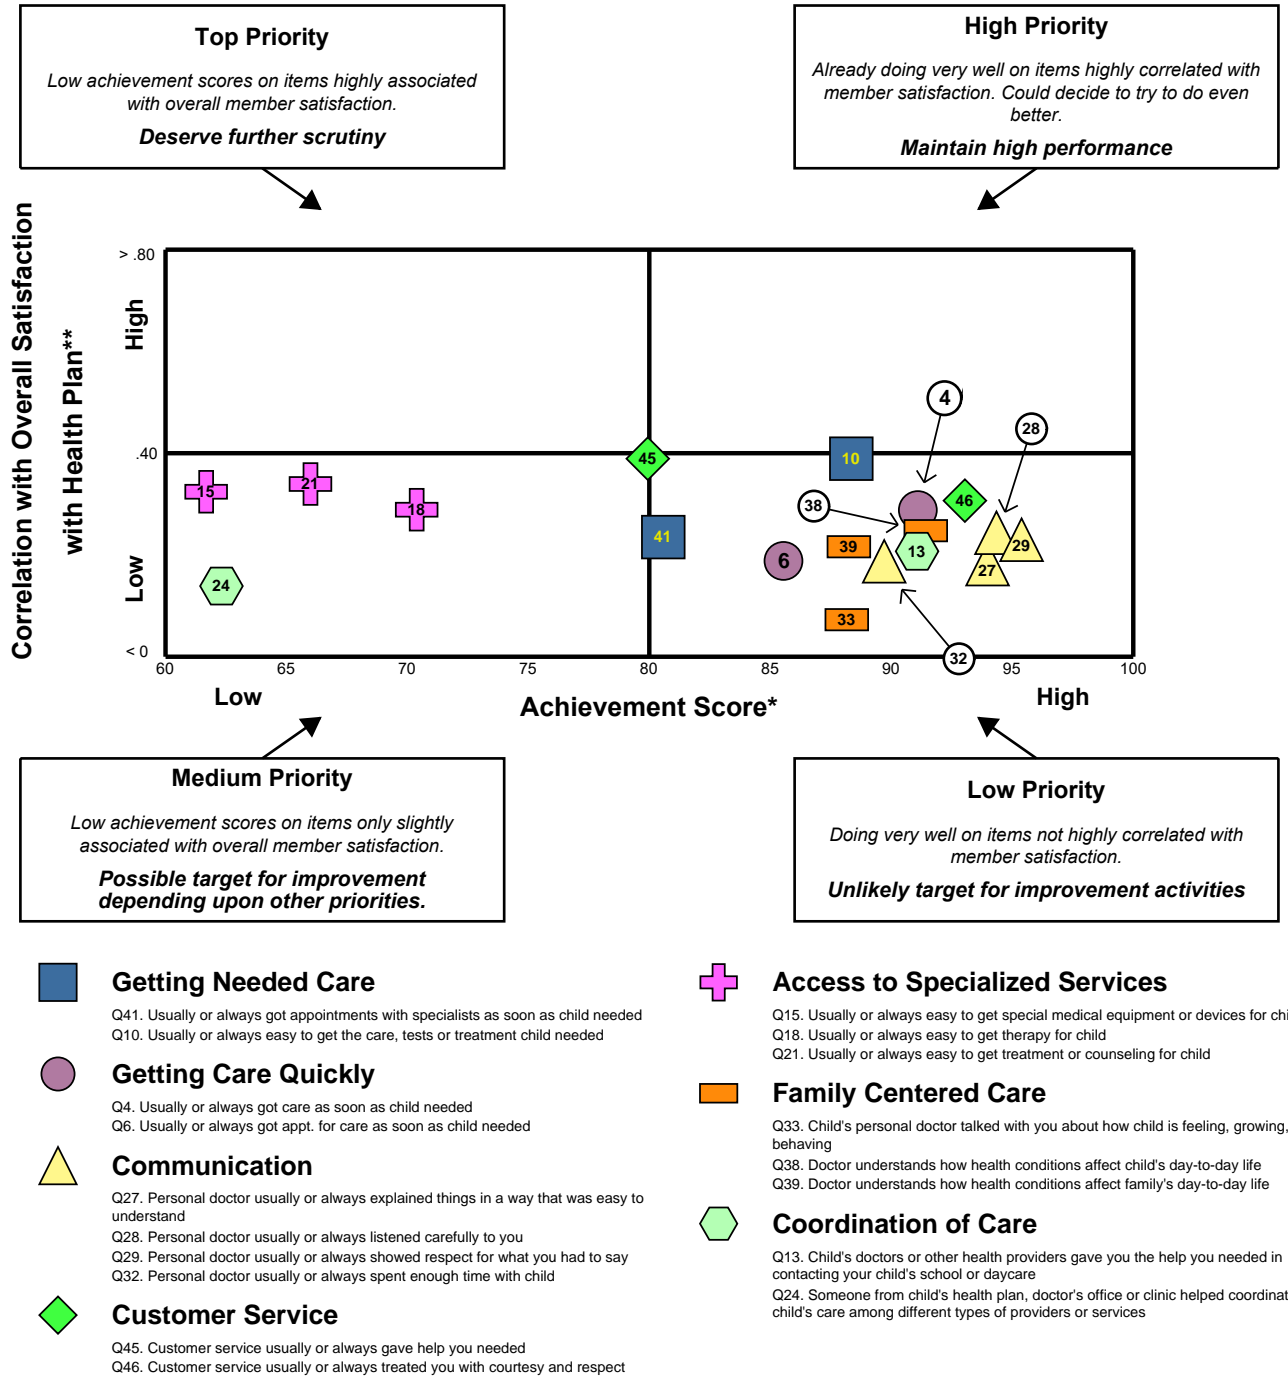 Top Priority
Low achievement scores on items highly associated
with overall member satisfaction.
Deserve further scrutiny
High Priority
Already doing very well on items highly correlated with
member satisfaction. Could decide to try to do even
better.
Maintain high performance
Correlation with Overall Satisfaction
with Health Plan**
> .80
High
.40
Low
< 0
4
28
45
10
15
21
18
46
38
41
39
13
29
6
27
24
33
32
60
65
70
75
80
85
90
95
100
Low
Achievement Score*
High
Medium Priority
Low achievement scores on items only slightly
associated with overall member satisfaction.
Possible target for improvement
depending upon other priorities.
Low Priority
Doing very well on items not highly correlated with
member satisfaction.
Unlikely target for improvement activities
Getting Needed Care
Q41. Usually or always got appointments with specialists as soon as child needed
Q10. Usually or always easy to get the care, tests or treatment child needed
Getting Care Quickly
Q4. Usually or always got care as soon as child needed
Q6. Usually or always got appt. for care as soon as child needed
Communication
Q27. Personal doctor usually or always explained things in a way that was easy to
understand
Q28. Personal doctor usually or always listened carefully to you
Q29. Personal doctor usually or always showed respect for what you had to say
Q32. Personal doctor usually or always spent enough time with child
Customer Service
Q45. Customer service usually or always gave help you needed
Q46. Customer service usually or always treated you with courtesy and respect
Access to Specialized Services
Q15. Usually or always easy to get special medical equipment or devices for chi
Q18. Usually or always easy to get therapy for child
Q21. Usually or always easy to get treatment or counseling for child
Family Centered Care
Q33. Child's personal doctor talked with you about how child is feeling, growing,
behaving
Q38. Doctor understands how health conditions affect child's day-to-day life
Q39. Doctor understands how health conditions affect family's day-to-day life
Coordination of Care
Q13. Child's doctors or other health providers gave you the help you needed in
contacting your child's school or daycare
Q24. Someone from child's health plan, doctor's office or clinic helped coordinat
child's care among different types of providers or services